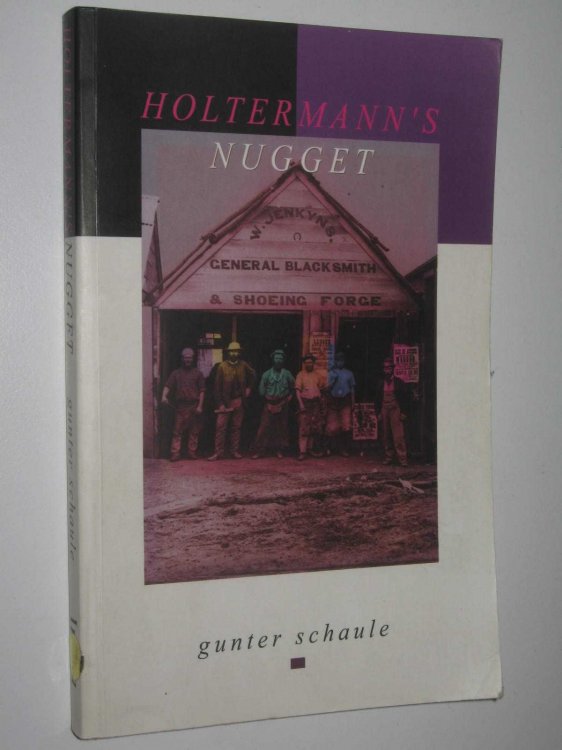 HOLTERMANN'S
NUGGET
W. JENKYNS.
GENERAL BLACKSMITH
& SHOEING FORGE
gunter schaule
HOLTERMANN'S NUGGET gunter schaule